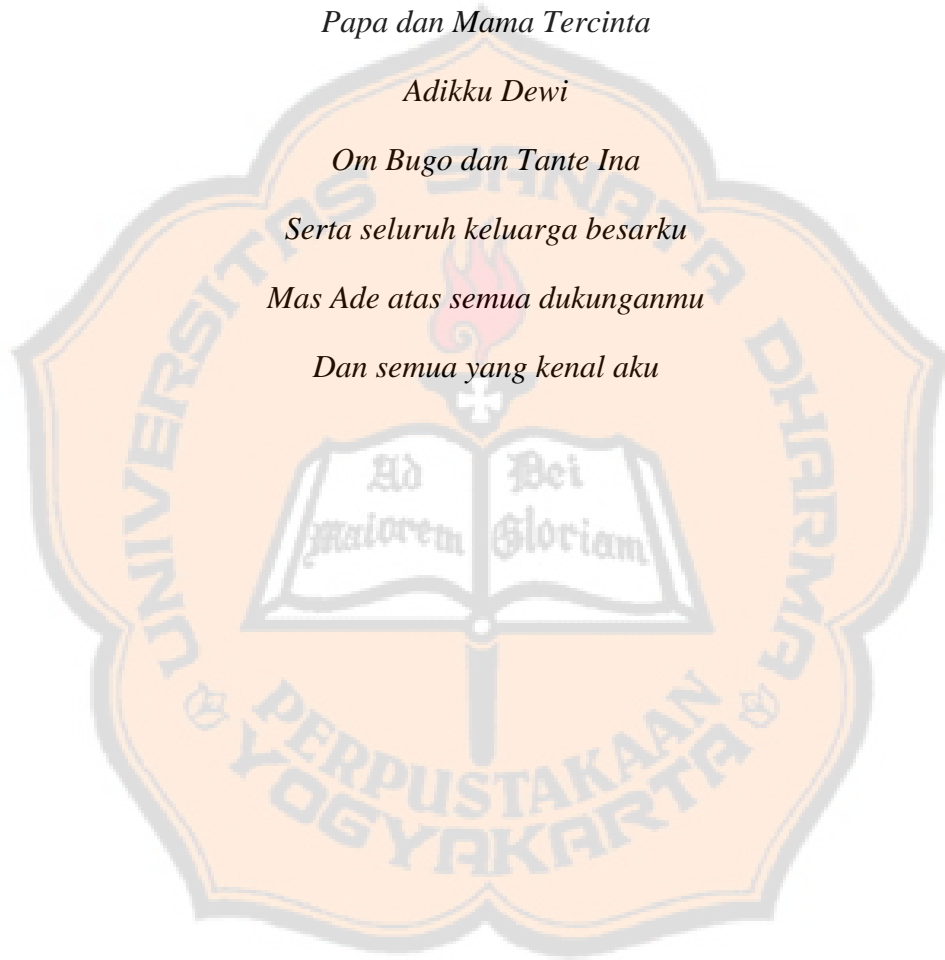 Papa dan Mama Tercinta
Adikku Dewi
Om Bugo dan Tante Ina
Serta seluruh keluarga besarku
Mas Ade atas semua dukunganmu
Dan semua yang kenal aku
UNIVERSITAS SANATA DHARMA
Ad Dei
maiorem Gloriam
PERPUSTAKAAN
YOGYAKARTA